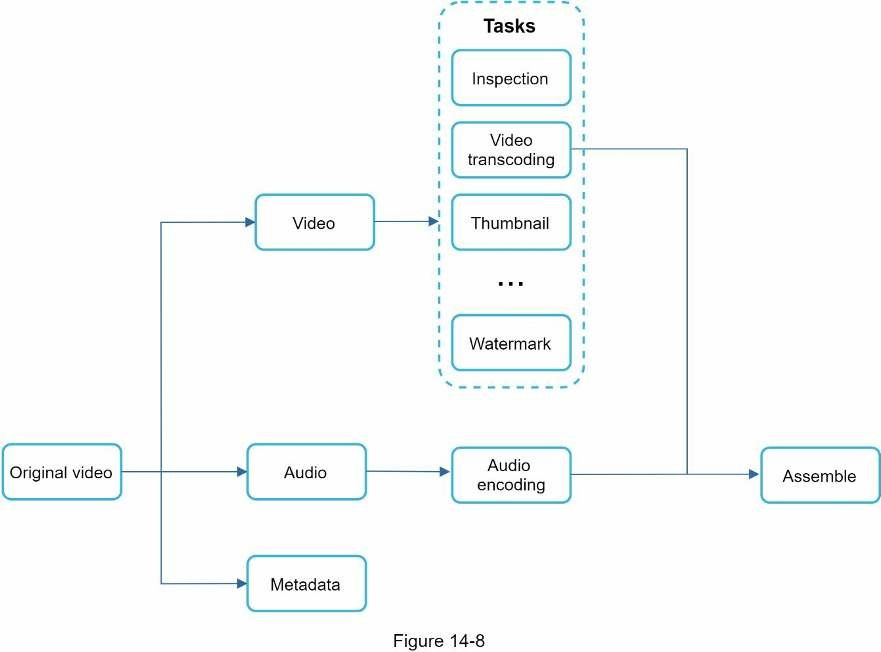 Tasks
Inspection
Video
transcoding
Video
Thumbnail
...
Watermark
Original video
Audio
Audio
encoding
Assemble
Metadata
Figure 14-8